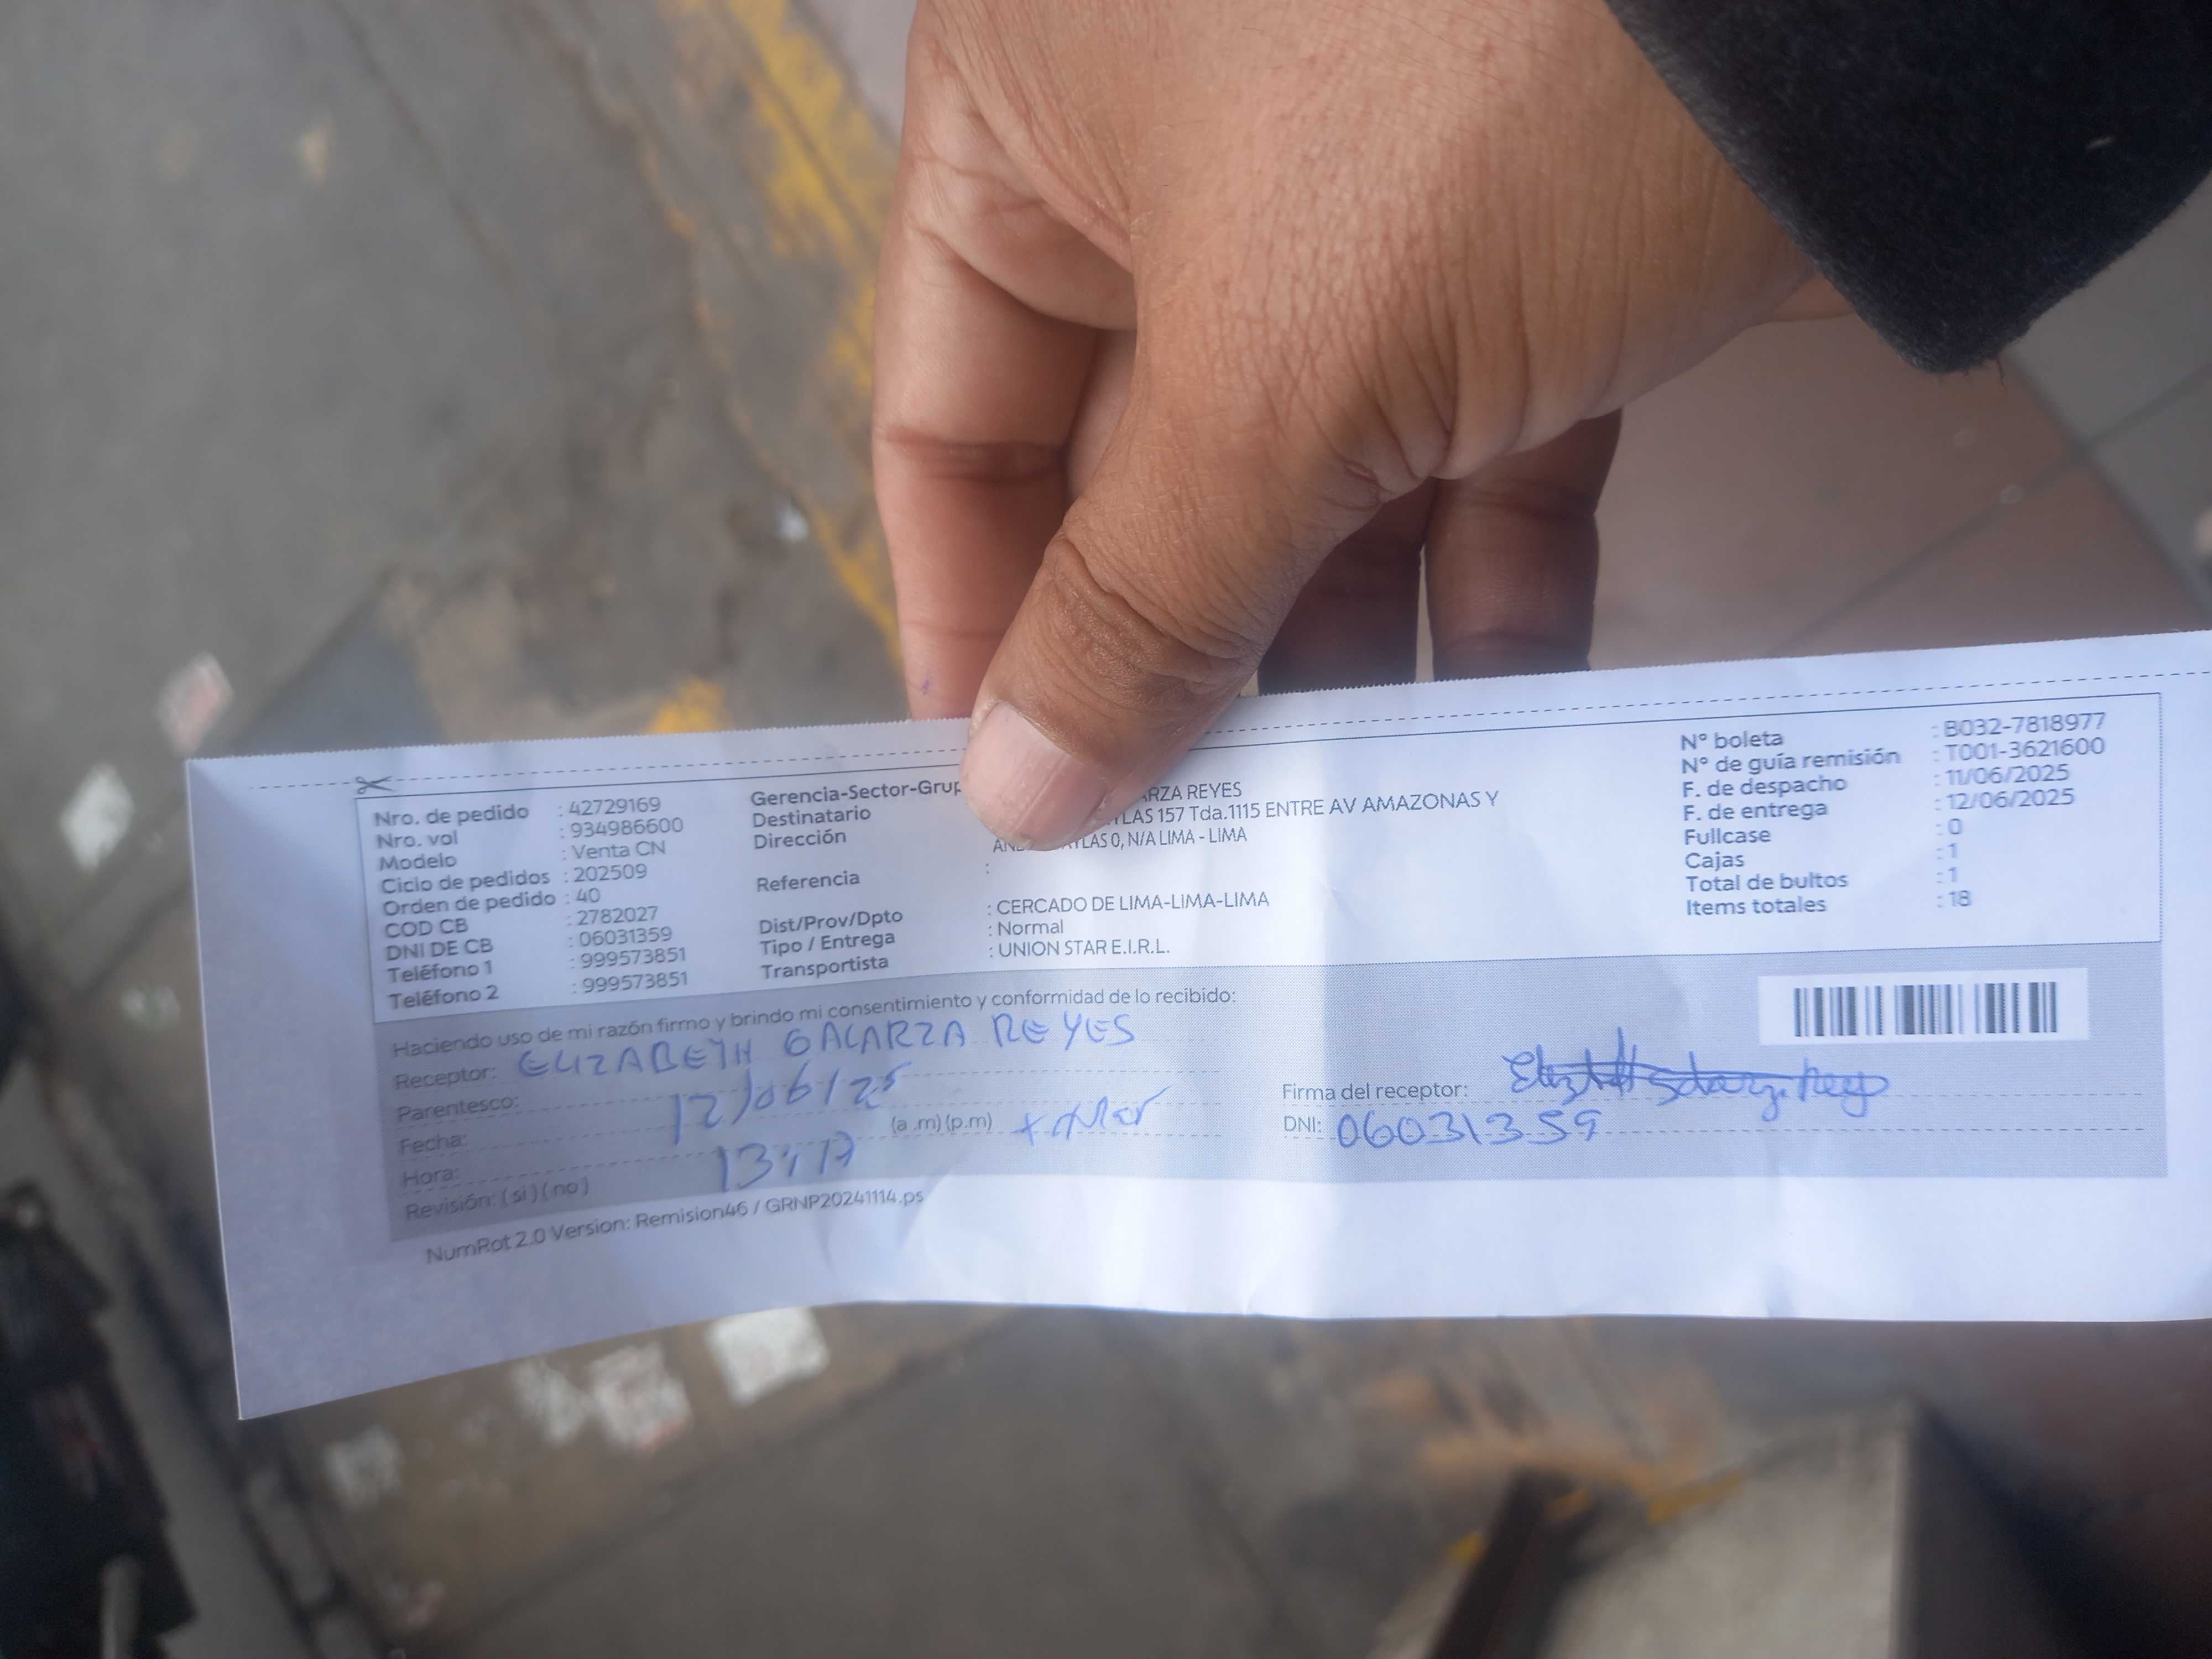 Nro. de pedido : 42729169
Nro. vol : 934986600
Modelo : Venta CN
Ciclo de pedidos : 202509
Orden de pedido : 40
COD CB : 2782027
DNI DE CB : 06031359
Teléfono 1 : 999573851
Teléfono 2 : 999573851
Gerencia-Sector-Grup
Destinatario ARZA REYES
Dirección LAS 157 Tda.1115 ENTRE AV AMAZONAS Y
LAS 0, N/A LIMA - LIMA
Referencia :
Dist/Prov/Dpto : CERCADO DE LIMA-LIMA-LIMA
Tipo / Entrega : Normal
Transportista : UNION STAR E.I.R.L.
N° boleta : B032-7818977
N° de guía remisión : T001-3621600
F. de despacho : 11/06/2025
F. de entrega : 12/06/2025
Fullcase : 0
Cajas : 1
Total de bultos : 1
Items totales : 18
Haciendo uso de mi razón firmo y brindo mi consentimiento y conformidad de lo recibido:
Receptor: ELIZABETH GALARZA REYES
Parentesco:
Fecha: 12/06/25
Hora: 13:17 (a .m) (p.m)
Revisión: ( si ) ( no )
Firma del receptor:
DNI: 06031359
NumRot 2.0 Version: Remision46 / GRNP20241114.ps